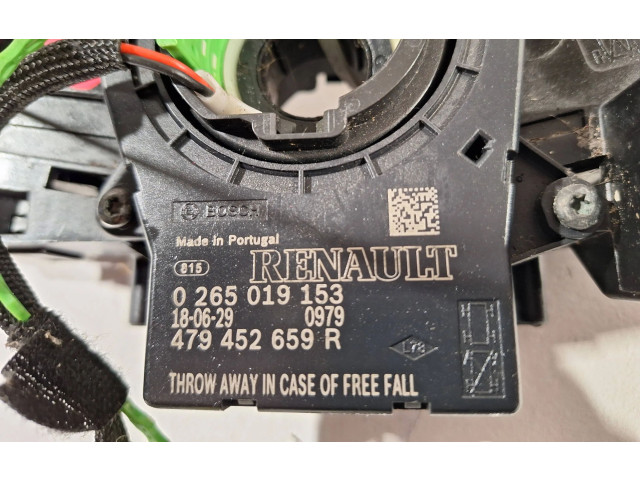 BOSCH
Made in Portugal
815 RENAULT
0 265 019 153
18-06-29 0979
479 452 659 R
THROW AWAY IN CASE OF FREE FALL